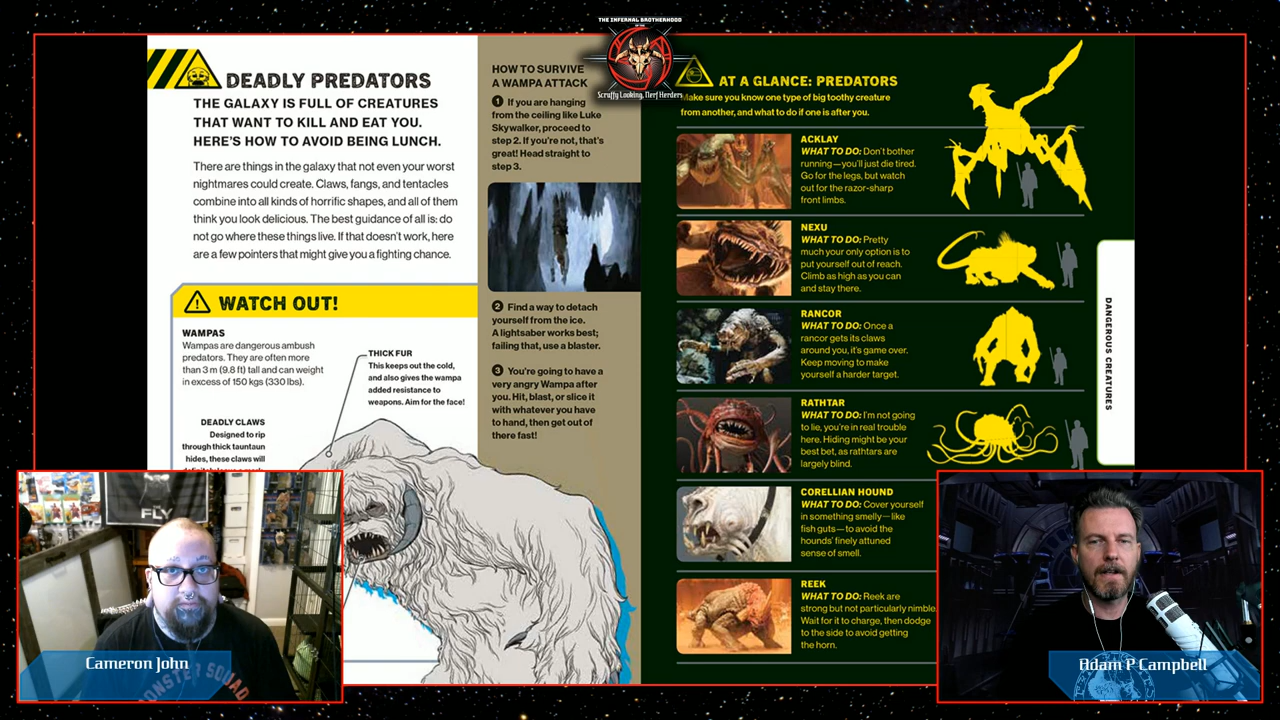 THE INFERNAL BROTHERHOOD
OF THE
Scruffy Looking, Nerf Herders
DEADLY PREDATORS
THE GALAXY IS FULL OF CREATURES
THAT WANT TO KILL AND EAT YOU.
HERE'S HOW TO AVOID BEING LUNCH.
There are things in the galaxy that not even your worst
nightmares could create. Claws, fangs, and tentacles
combine into all kinds of horrific shapes, and all of them
think you look delicious. The best guidance of all is: do
not go where these things live. If that doesn't work, here
are a few pointers that might give you a fighting chance.
WATCH OUT!
WAMPAS
Wampas are dangerous ambush
predators. They are often more
than 3 m (9.8 ft) tall and can weight
in excess of 150 kgs (330 lbs).
THICK FUR
This keeps out the cold,
and also gives the wampa
added resistance to
weapons. Aim for the face!
DEADLY CLAWS
Designed to rip
through thick tauntaun
hides, these claws will
HOW TO SURVIVE
A WAMPA ATTACK
1 If you are hanging
from the ceiling like Luke
Skywalker, proceed to
step 2. If you're not, that's
great! Head straight to
step 3.
2 Find a way to detach
yourself from the ice.
A lightsaber works best;
failing that, use a blaster.
3 You're going to have a
very angry Wampa after
you. Hit, blast, or slice it
with whatever you have
to hand, then get out of
there fast!
AT A GLANCE: PREDATORS
Make sure you know one type of big toothy creature
from another, and what to do if one is after you.
ACKLAY
WHAT TO DO: Don't bother
running—you'll just die tired.
Go for the legs, but watch
out for the razor-sharp
front limbs.
NEXU
WHAT TO DO: Pretty
much your only option is to
put yourself out of reach.
Climb as high as you can
and stay there.
RANCOR
WHAT TO DO: Once a
rancor gets its claws
around you, it's game over.
Keep moving to make
yourself a harder target.
RATHTAR
WHAT TO DO: I'm not going
to lie, you're in real trouble
here. Hiding might be your
best bet, as rathtars are
largely blind.
CORELLIAN HOUND
WHAT TO DO: Cover yourself
in something smelly—like
fish guts—to avoid the
hounds' finely attuned
sense of smell.
REEK
WHAT TO DO: Reek are
strong but not particularly nimble.
Wait for it to charge, then dodge
to the side to avoid getting
the horn.
DANGEROUS CREATURES
FLY
Cameron John
MONSTER SQUAD
Adam P Campbell